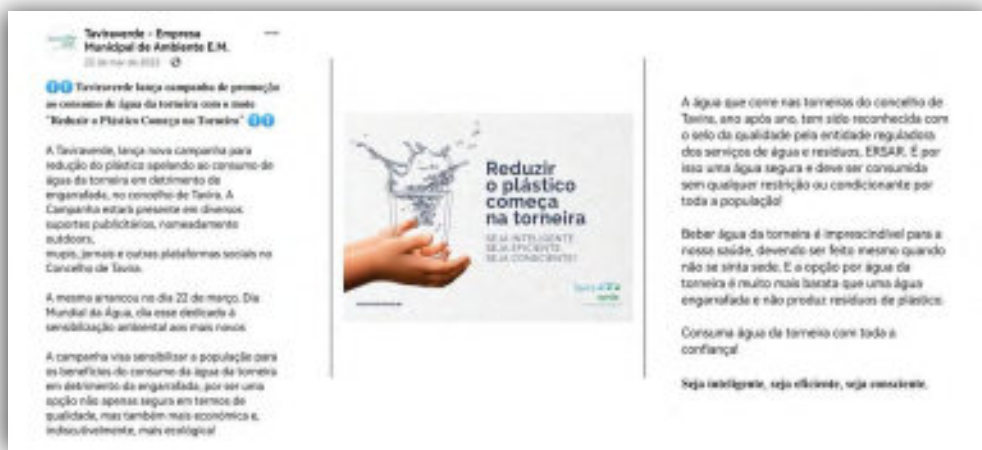 Taviraverde - Empresa
Municipal de Ambiente E.M.
22 de mar de 2023
Taviraverde lança campanha de promoção
ao consumo de água da torneira com o mote
"Reduzir o Plástico Começa na Torneira"
A Taviraverde, lança nova campanha para
redução do plástico apelando ao consumo de
água da torneira em detrimento de
engarrafada, no concelho de Tavira. A
Campanha estará presente em diversos
suportes publicitários, nomeadamento
outdoors,
mupis, jornais e outras plataformas sociais no
Concelho de Tavira.
A mesma arrancou no dia 22 de março, Dia
Mundial da Água, dia esse dedicado à
sensibilização ambiental aos mais novos
A campanha visa sensibilizar a população para
os benefícios do consumo da água da torneira
em detrimento da engarrafada, por ser uma
opção não apenas segura em termos de
qualidade, mas também mais económica e,
indiscutivelmente, mais ecológica!
Reduzir
o plástico
começa
na torneira
SEJA INTELIGENTE
SEJA EFICIENTE
SEJA CONSCIENTE!
tavira
verde
A água que corre nas torneiras do concelho de
Tavira, ano após ano, tem sido reconhecida com
o selo da qualidade pela entidade reguladora
dos serviços de água e resíduos, ERSAR. É por
isso uma água segura e deve ser consumida
sem qualquer restrição ou condicionante por
toda a população!
Beber água da torneira é imprescindível para a
nossa saúde, devendo ser feito mesmo quando
não se sinta sede. E a opção por água da
torneira é muito mais barata que uma água
engarrafada e não produz resíduos de plástico.
Consuma água da torneira com toda a
confiança!
Seja inteligente, seja eficiente, seja consciente.